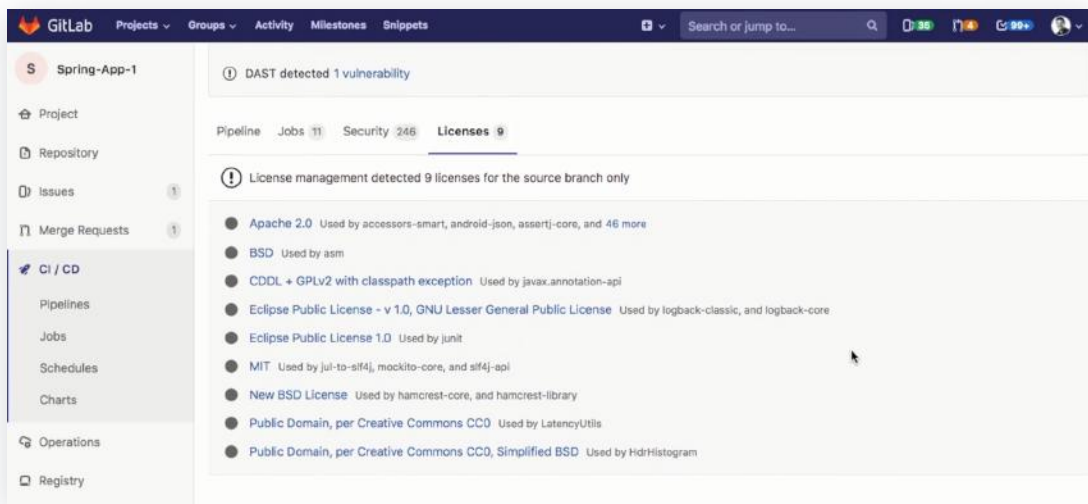 GitLab Projects Groups Activity Milestones Snippets Search or jump to... 35 4 99+
S Spring-App-1
DAST detected 1 vulnerability
Project
Pipeline Jobs 11 Security 246 Licenses 9
Repository
License management detected 9 licenses for the source branch only
Issues 1
Apache 2.0 Used by accessors-smart, android-json, assertj-core, and 46 more
Merge Requests 1
BSD Used by asm
CI / CD
CDDL + GPLv2 with classpath exception Used by javax.annotation-api
Pipelines
Eclipse Public License - v 1.0, GNU Lesser General Public License Used by logback-classic, and logback-core
Jobs
Eclipse Public License 1.0 Used by junit
Schedules
MIT Used by jul-to-slf4j, mockito-core, and slf4j-api
Charts
New BSD License Used by hamcrest-core, and hamcrest-library
Public Domain, per Creative Commons CC0 Used by LatencyUtils
Operations
Public Domain, per Creative Commons CC0, Simplified BSD Used by HdrHistogram
Registry